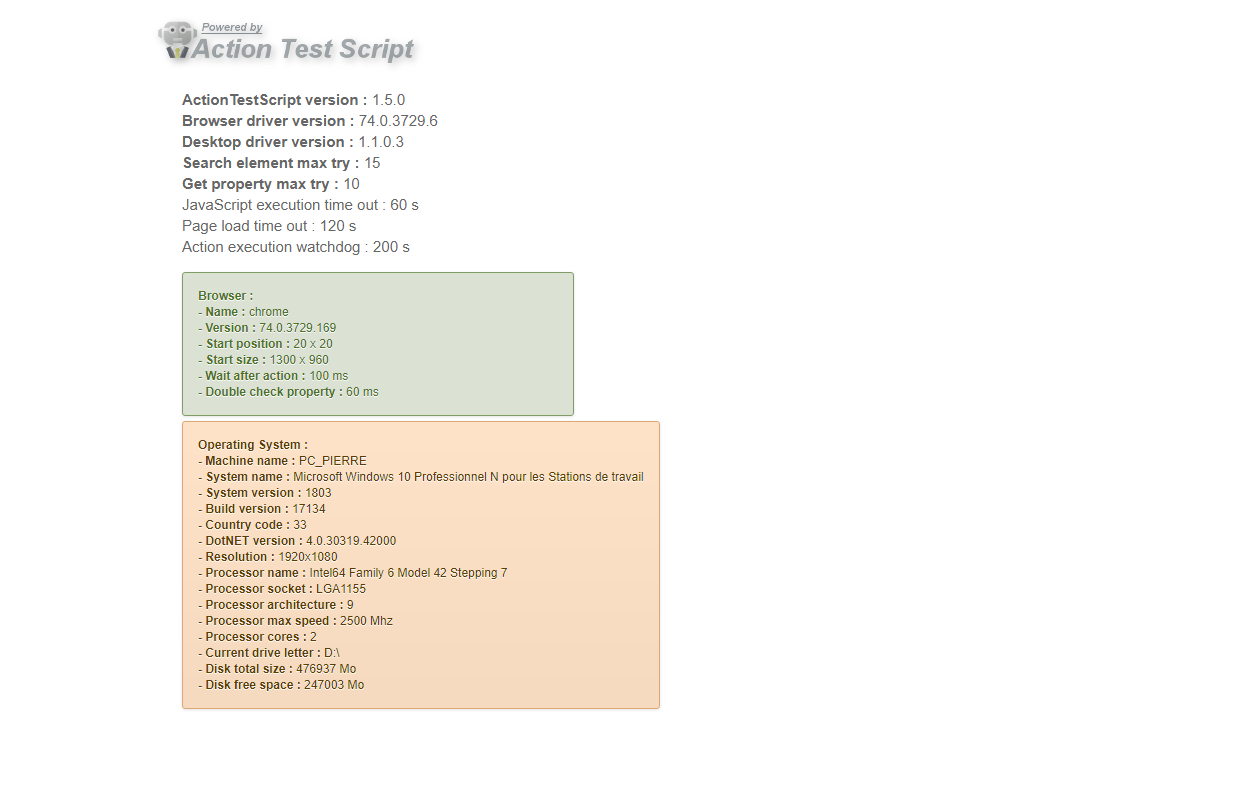 Powered by
Action Test Script
ActionTestScript version : 1.5.0
Browser driver version : 74.0.3729.6
Desktop driver version : 1.1.0.3
Search element max try : 15
Get property max try : 10
JavaScript execution time out : 60 s
Page load time out : 120 s
Action execution watchdog : 200 s
Browser :
- Name : chrome
- Version : 74.0.3729.169
- Start position : 20 x 20
- Start size : 1300 x 960
- Wait after action : 100 ms
- Double check property : 60 ms
Operating System :
- Machine name : PC_PIERRE
- System name : Microsoft Windows 10 Professionnel N pour les Stations de travail
- System version : 1803
- Build version : 17134
- Country code : 33
- DotNET version : 4.0.30319.42000
- Resolution : 1920x1080
- Processor name : Intel64 Family 6 Model 42 Stepping 7
- Processor socket : LGA1155
- Processor architecture : 9
- Processor max speed : 2500 Mhz
- Processor cores : 2
- Current drive letter : D:\
- Disk total size : 476937 Mo
- Disk free space : 247003 Mo